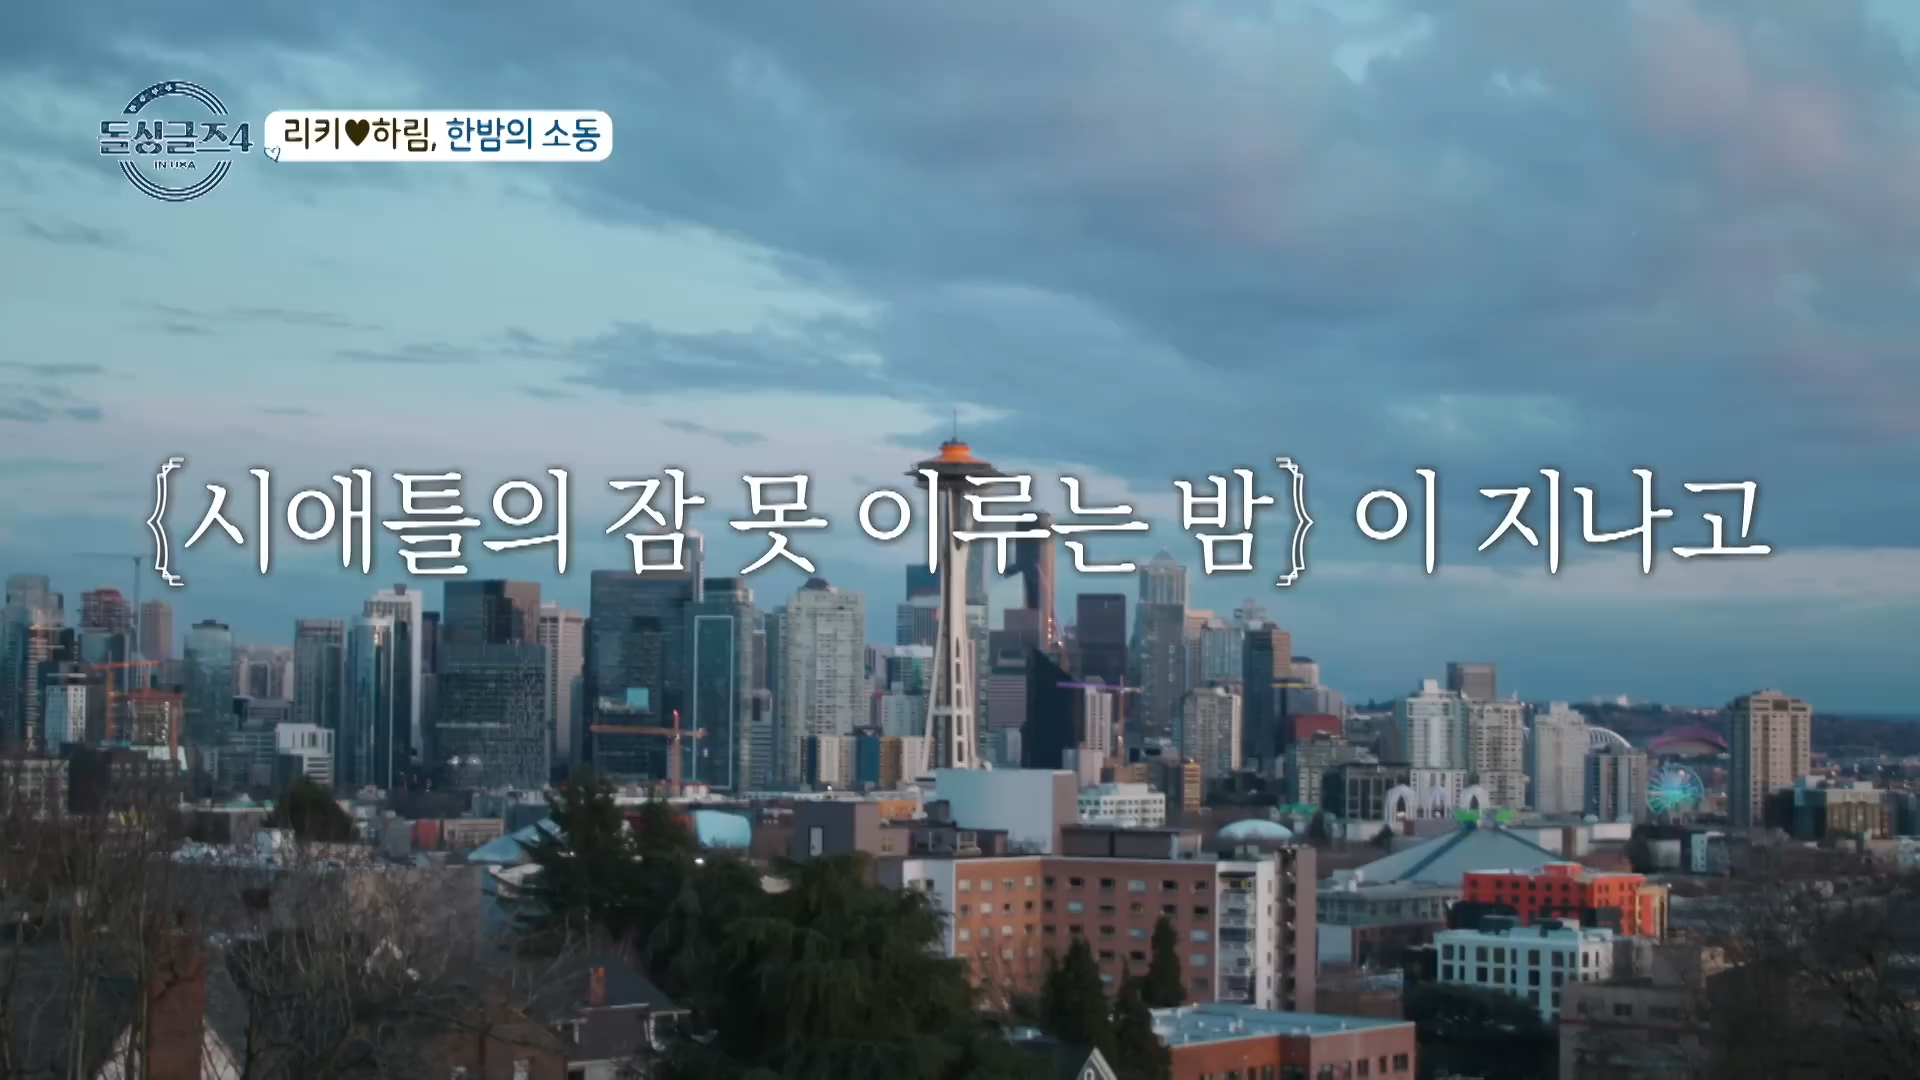 돌싱글즈4
IN USA
리키♥하림, 한밤의 소동
{시애틀의 잠 못 이루는 밤} 이 지나고